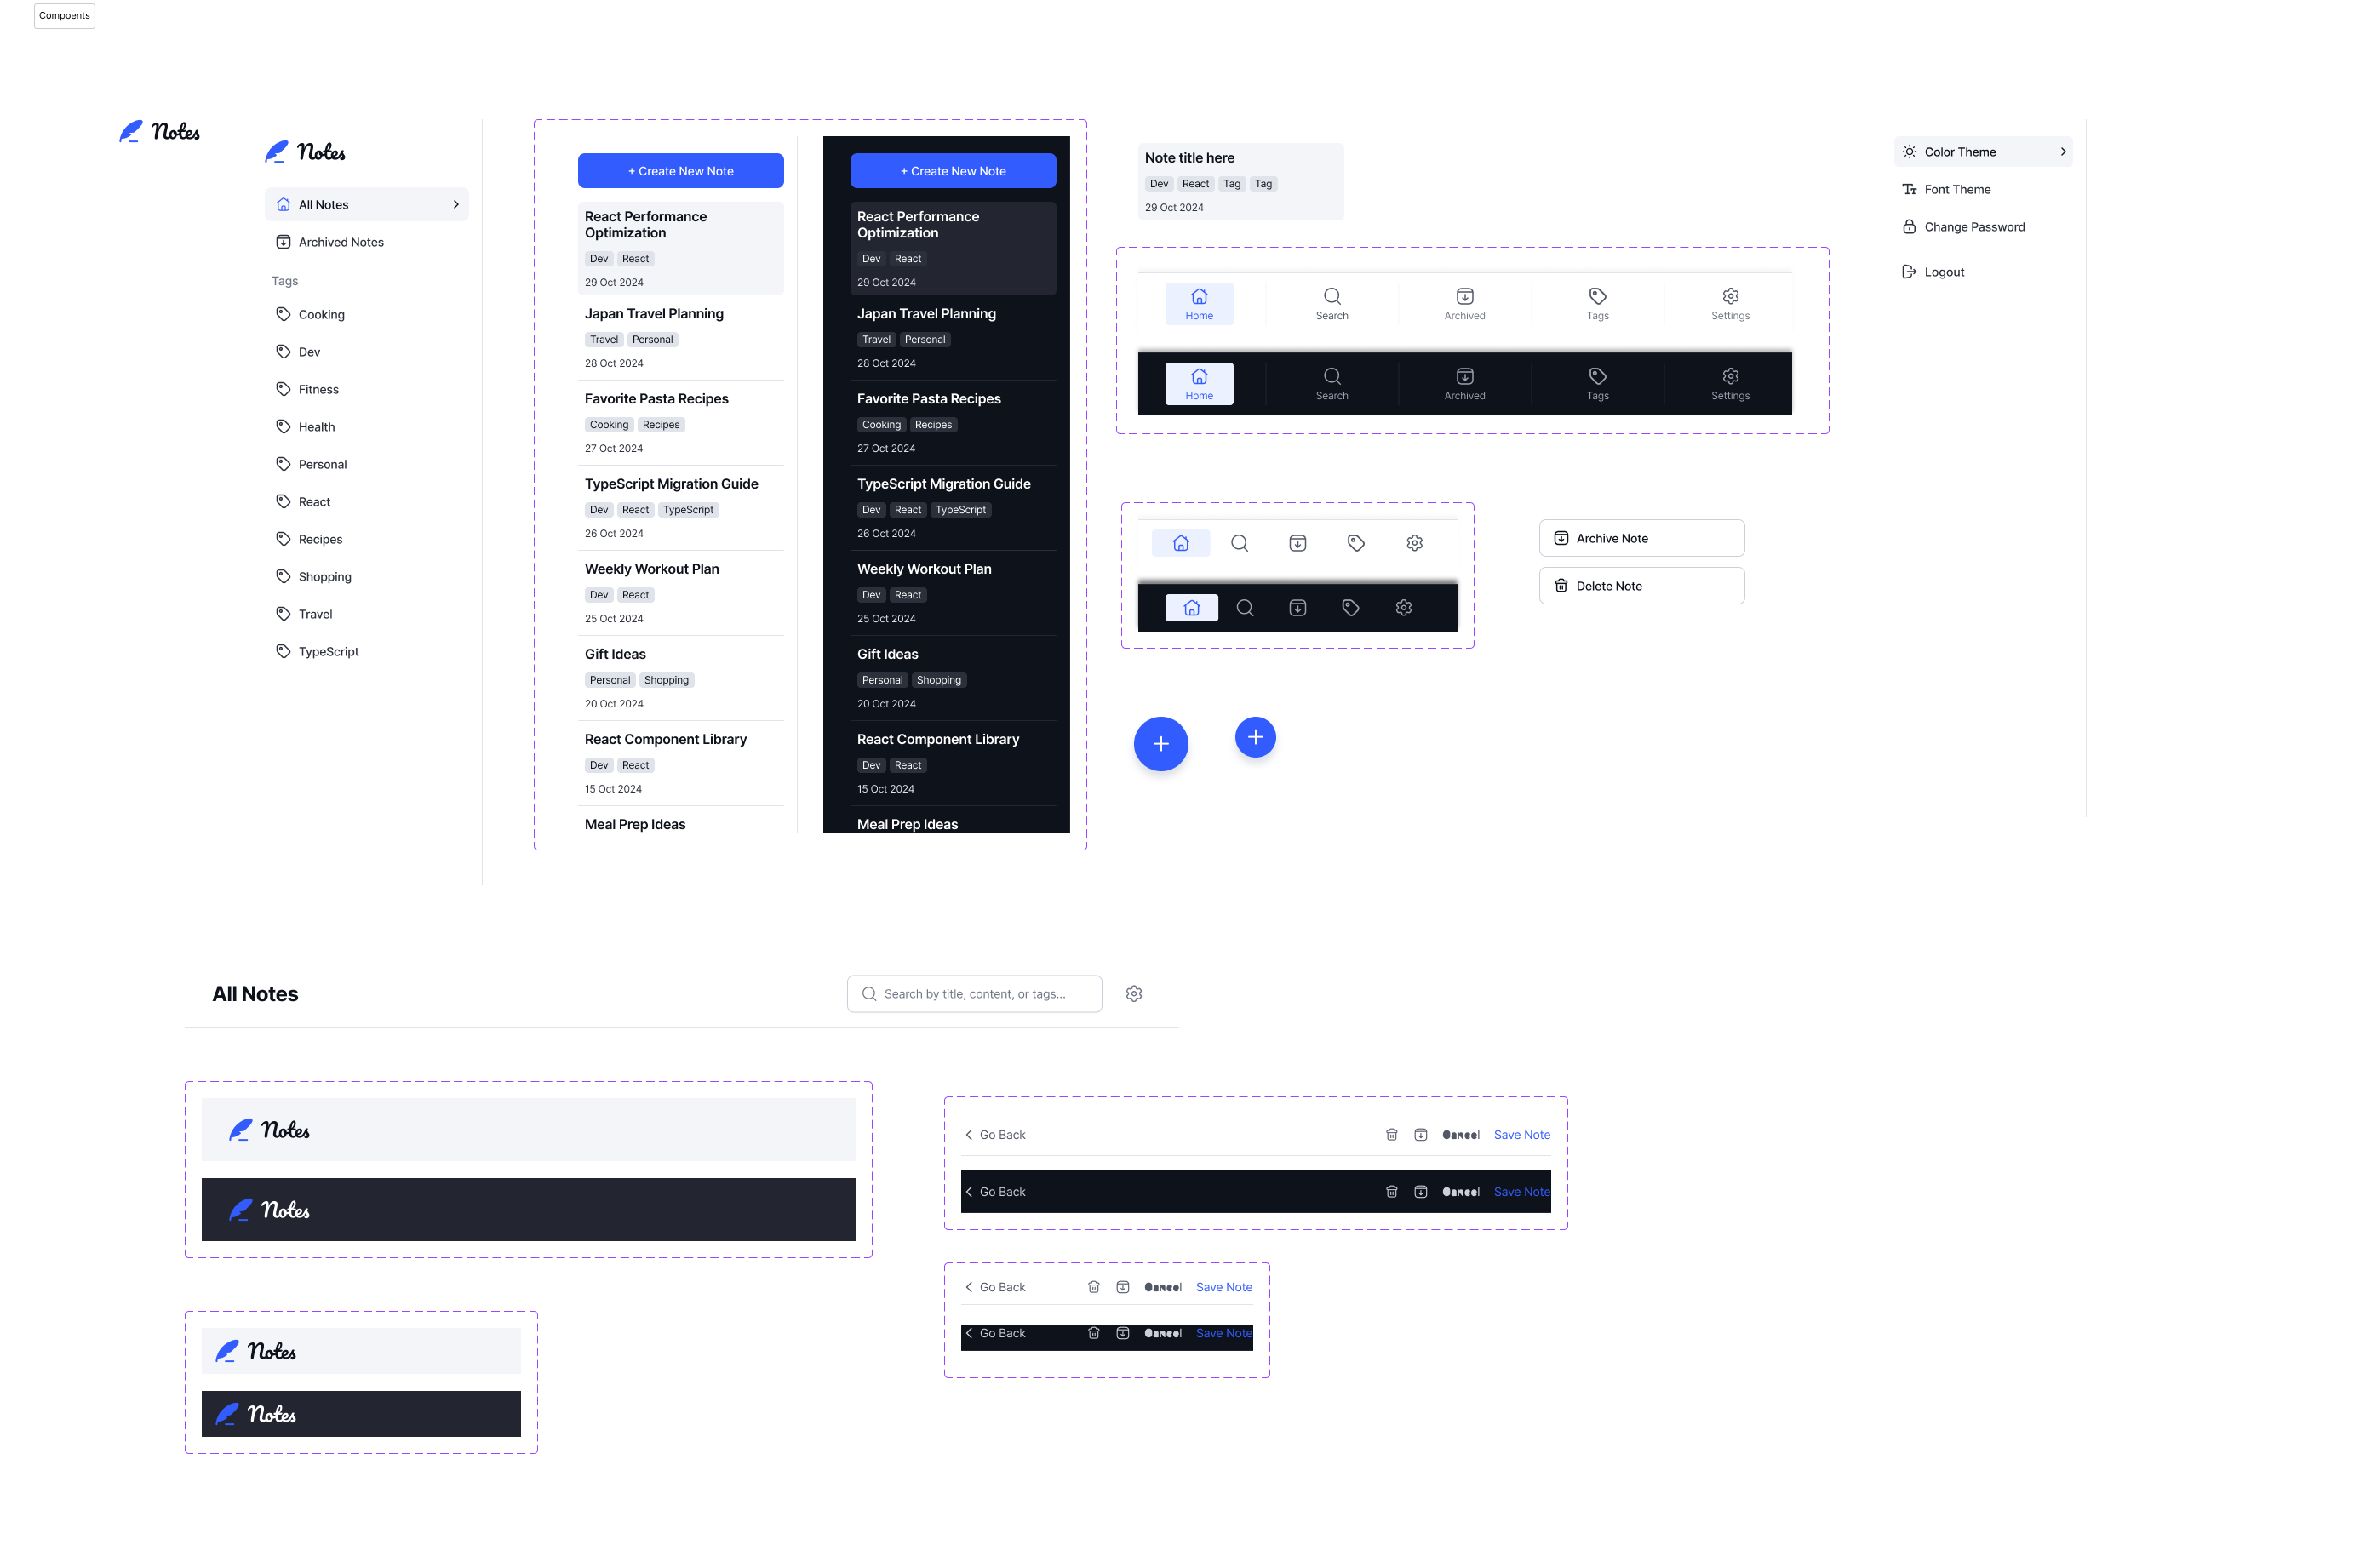 Compoents
Notes
Notes
All Notes
Archived Notes
Tags
Cooking
Dev
Fitness
Health
Personal
React
Recipes
Shopping
Travel
TypeScript
+ Create New Note
React Performance
Optimization
Dev React
29 Oct 2024
Japan Travel Planning
Travel Personal
28 Oct 2024
Favorite Pasta Recipes
Cooking Recipes
27 Oct 2024
TypeScript Migration Guide
Dev React TypeScript
26 Oct 2024
Weekly Workout Plan
Dev React
25 Oct 2024
Gift Ideas
Personal Shopping
20 Oct 2024
React Component Library
Dev React
15 Oct 2024
Meal Prep Ideas
+ Create New Note
React Performance
Optimization
Dev React
29 Oct 2024
Japan Travel Planning
Travel Personal
28 Oct 2024
Favorite Pasta Recipes
Cooking Recipes
27 Oct 2024
TypeScript Migration Guide
Dev React TypeScript
26 Oct 2024
Weekly Workout Plan
Dev React
25 Oct 2024
Gift Ideas
Personal Shopping
20 Oct 2024
React Component Library
Dev React
15 Oct 2024
Meal Prep Ideas
Note title here
Dev React Tag Tag
29 Oct 2024
Home Search Archived Tags Settings
Home Search Archived Tags Settings
Archive Note
Delete Note
Color Theme
Font Theme
Change Password
Logout
All Notes
Search by title, content, or tags...
Notes
Notes
Notes
Notes
Go Back Cancel Save Note
Go Back Cancel Save Note
Go Back Cancel Save Note
Go Back Cancel Save Note